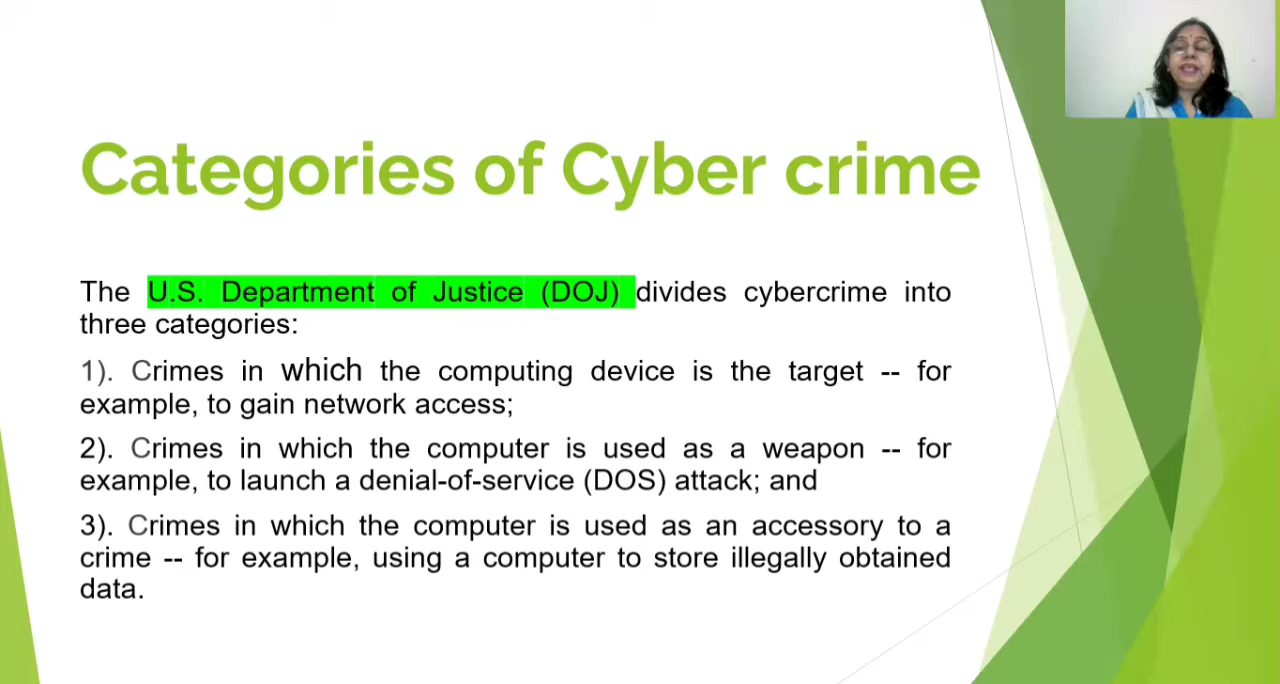 Categories of Cyber crime
The U.S. Department of Justice (DOJ) divides cybercrime into
three categories:
1). Crimes in which the computing device is the target -- for
example, to gain network access;
2). Crimes in which the computer is used as a weapon -- for
example, to launch a denial-of-service (DOS) attack; and
3). Crimes in which the computer is used as an accessory to a
crime -- for example, using a computer to store illegally obtained
data.